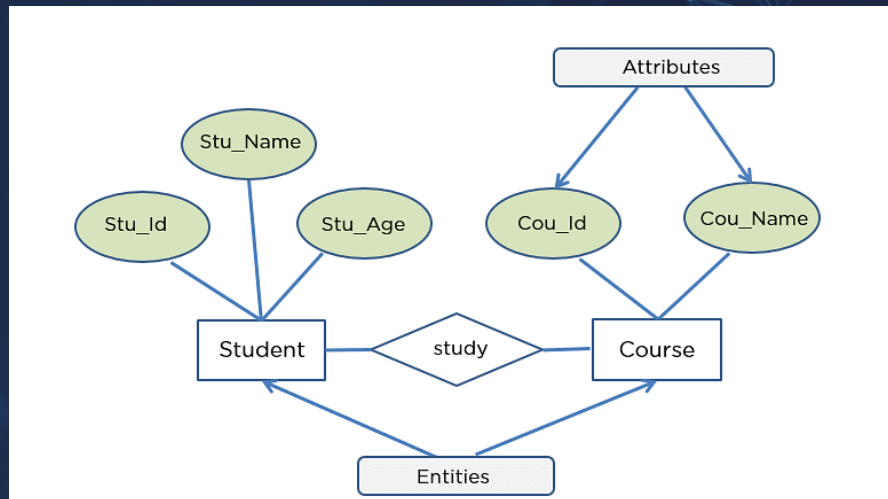 Attributes
Stu_Name
Stu_Id
Stu_Age
Cou_Id
Cou_Name
Student
study
Course
Entities